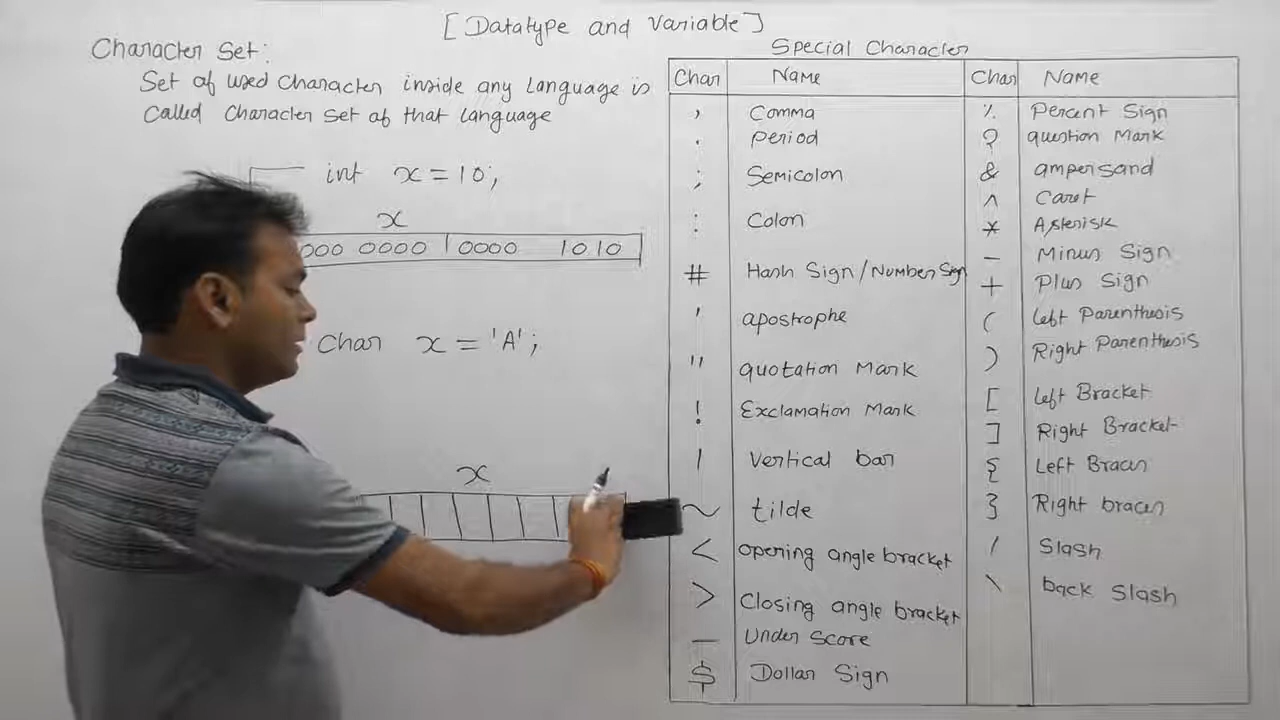 [Datatype and Variable]
Character Set:
Set of used Character inside any Language is
Called Character Set of that Language
int x = 10;
x
000 0000 0000 1010
Char x = 'A';
x
Special Character
Char Name Char Name
, Comma % Percent Sign
. Period ? question Mark
; Semicolon & ampersand
: Colon ^ Caret
# Hash Sign/Number Sign * Asterisk
' apostrophe - Minus Sign
" quotation Mark + Plus Sign
! Exclamation Mark ( Left Parenthesis
| Vertical bar ) Right Parenthesis
~ tilde [ Left Bracket
< opening angle bracket ] Right Bracket
> Closing angle bracket { Left Braces
_ Under Score } Right braces
$ Dollar Sign / Slash
\ back Slash